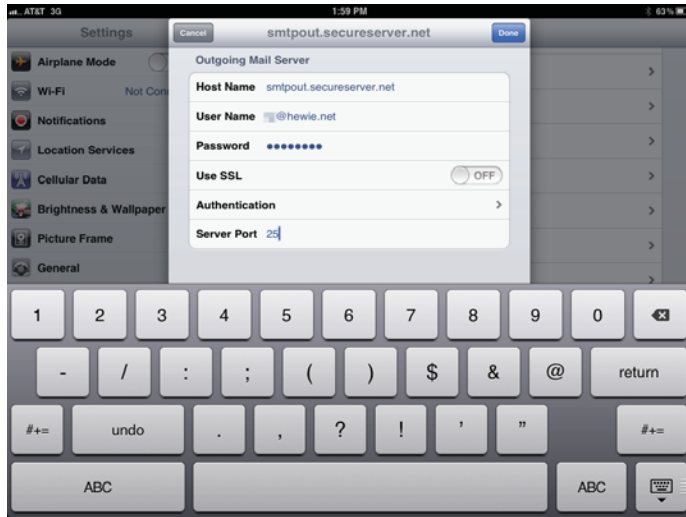 AT&T 3G 1:59 PM 63%
Settings
Cancel smtpout.secureserver.net Done
Airplane Mode
Wi-Fi Not Con
Notifications
Location Services
Cellular Data
Brightness & Wallpaper
Picture Frame
General
Outgoing Mail Server
Host Name smtpout.secureserver.net
User Name @hewie.net
Password ●●●●●●●●
Use SSL OFF
Authentication
Server Port 25
1 2 3 4 5 6 7 8 9 0
- / : ; ( ) $ & @ return
#+= undo . , ? ! ' " #+=
ABC ABC